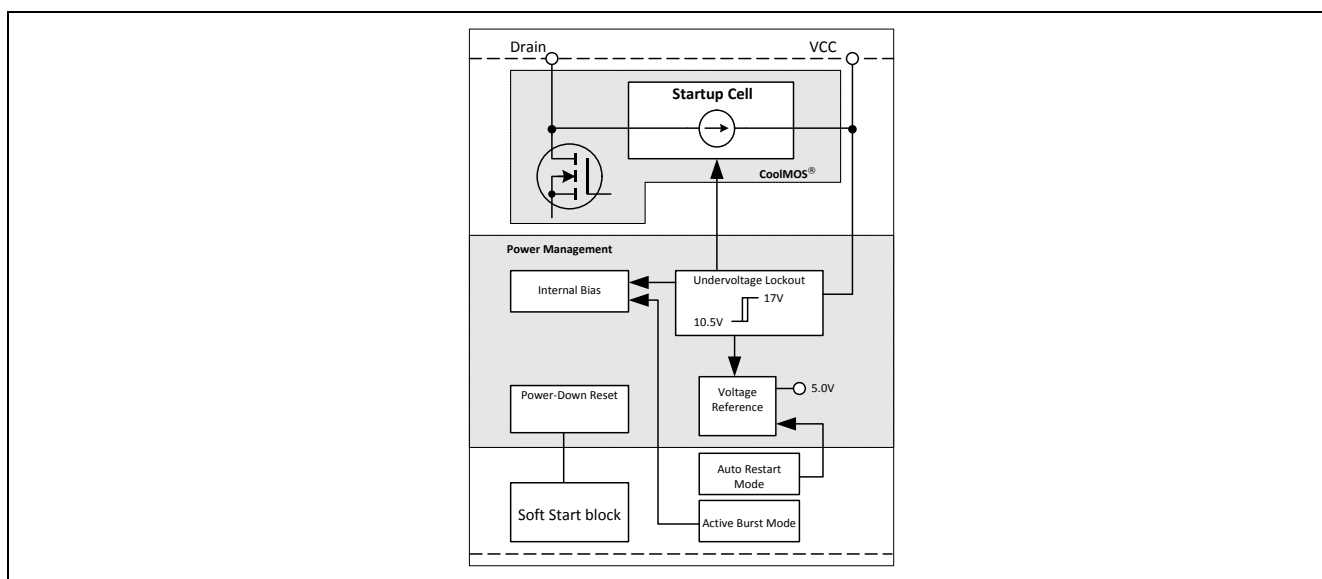 Drain
VCC
Startup Cell
CoolMOS®
Power Management
Undervoltage Lockout
Internal Bias
17V
10.5V
Power-Down Reset
Voltage
Reference
5.0V
Auto Restart
Mode
Soft Start block
Active Burst Mode